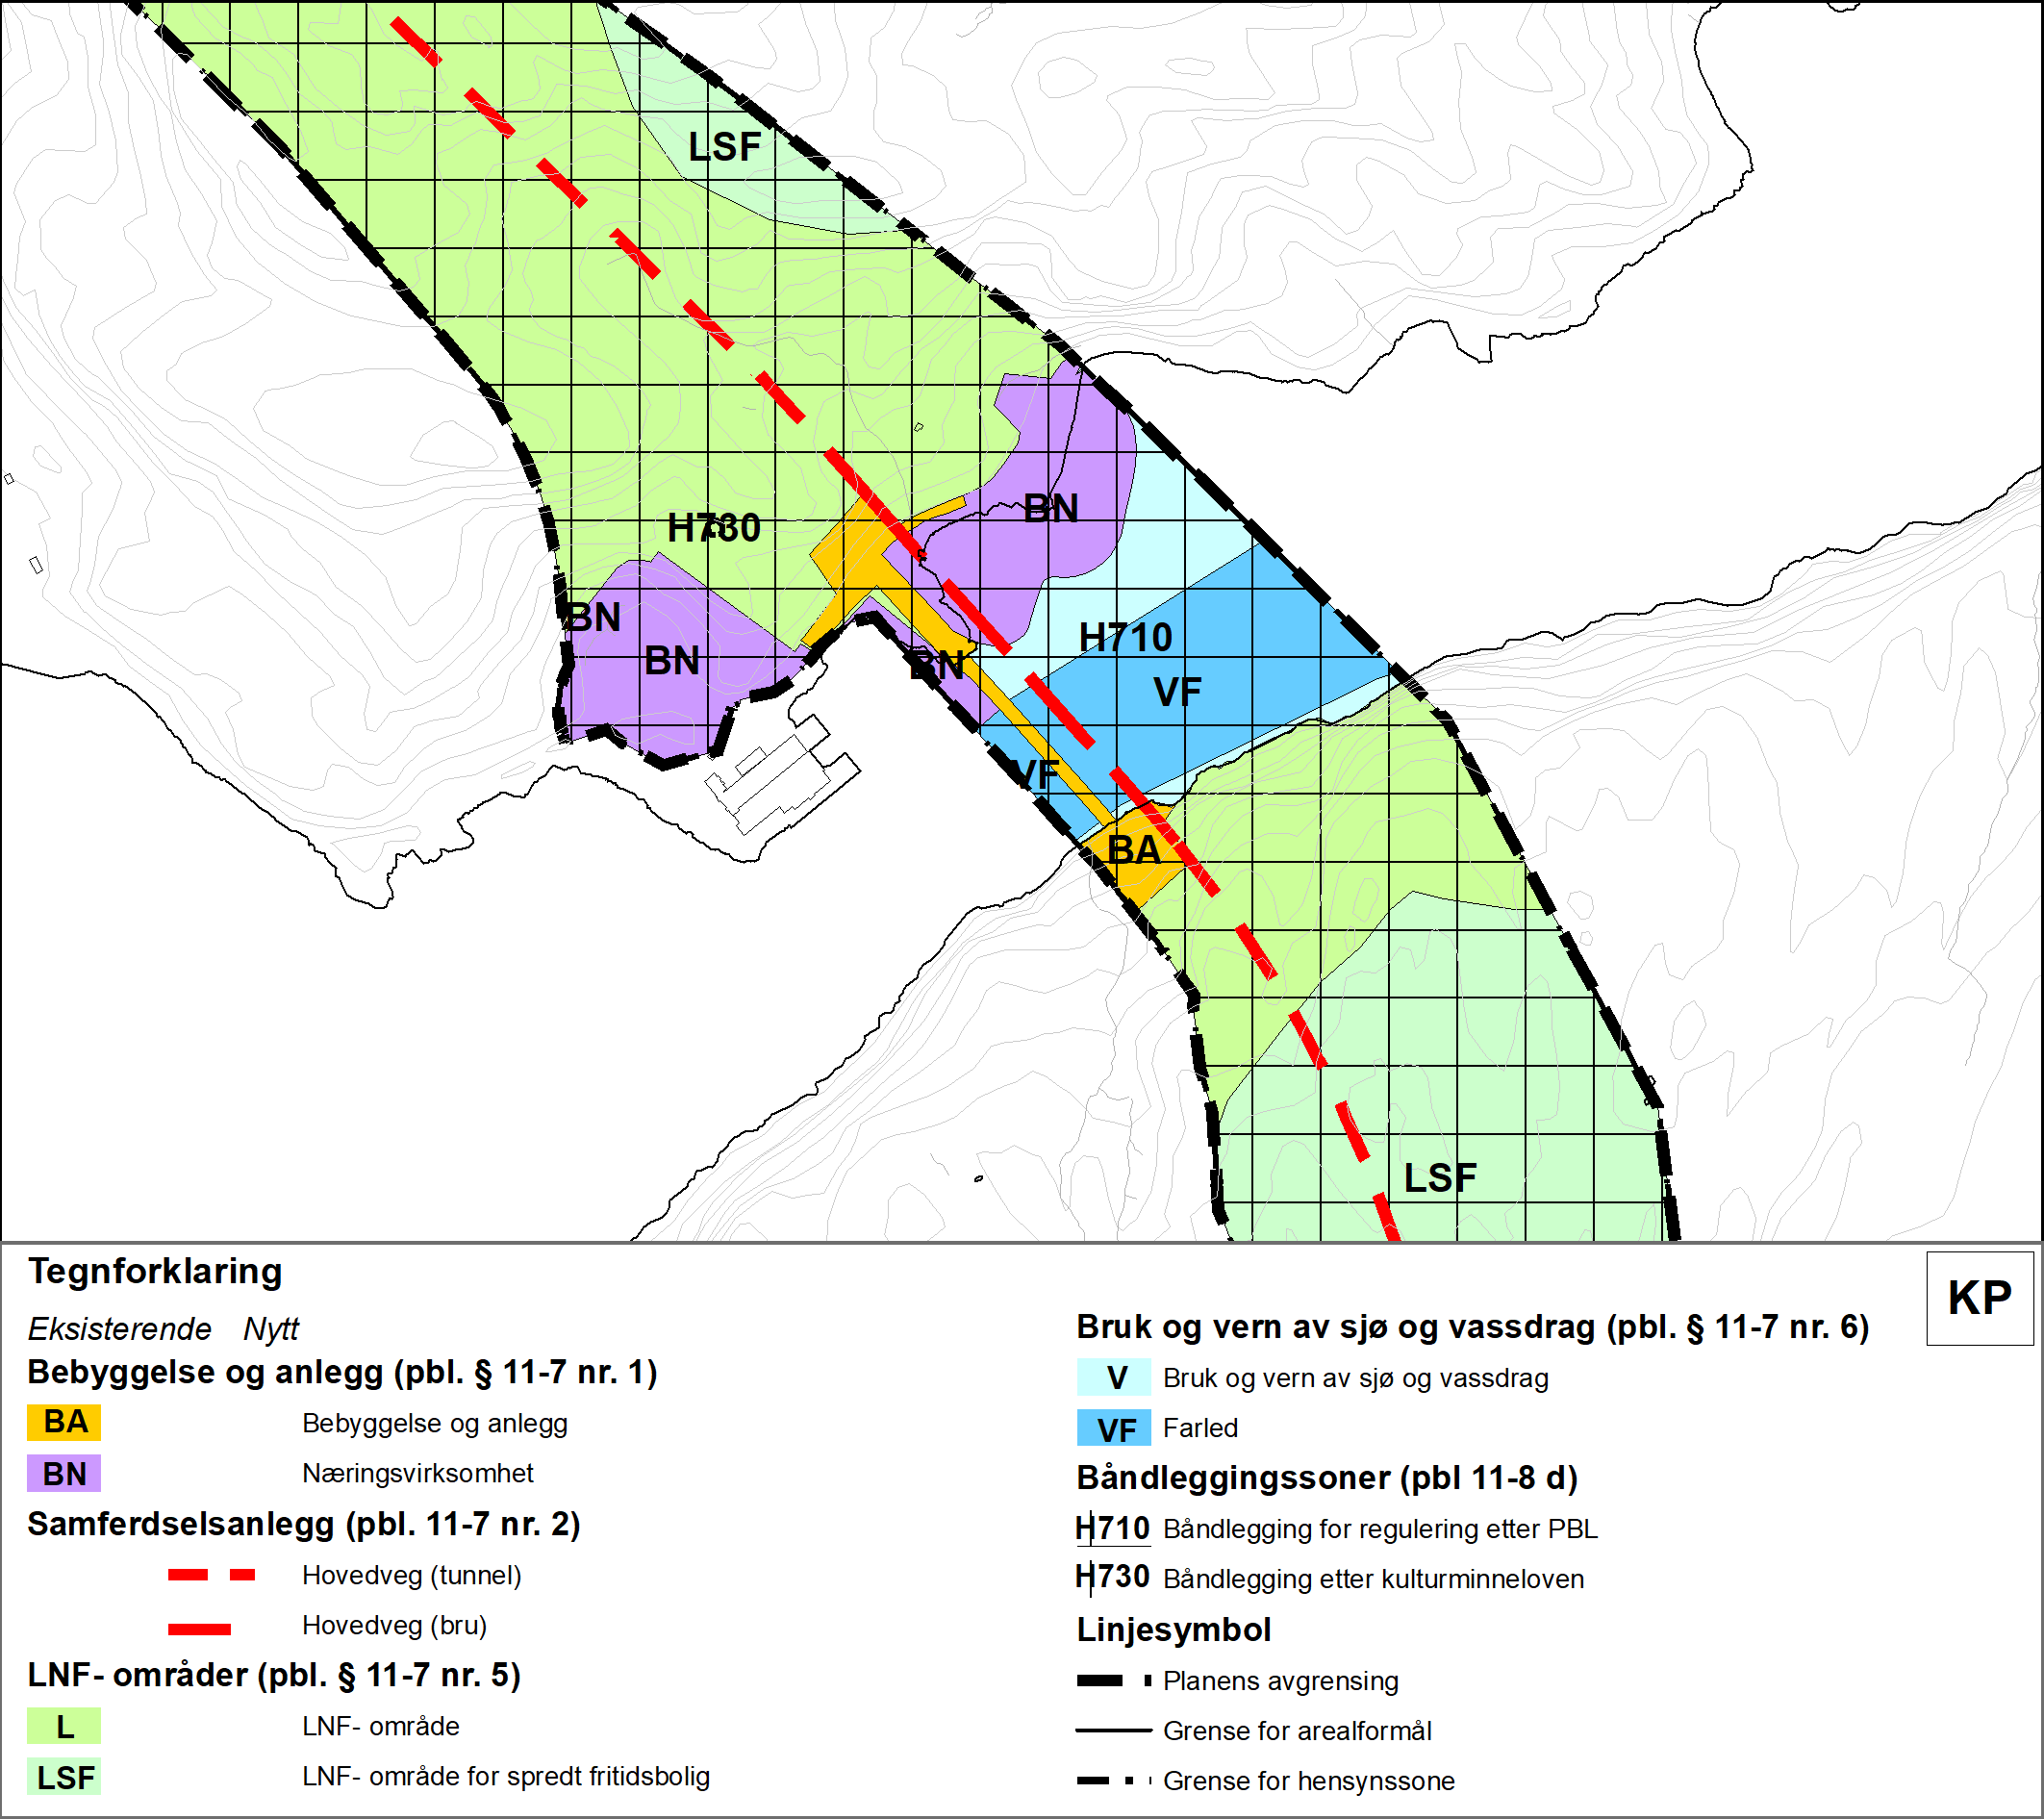 LSF
BN
H730
BN
H710
BN
BN
VF
VF
BA
LSF
Tegnforklaring
Eksisterende Nytt
Bebyggelse og anlegg (pbl. § 11-7 nr. 1)
BA Bebyggelse og anlegg
BN Næringsvirksomhet
Samferdselsanlegg (pbl. 11-7 nr. 2)
Hovedveg (tunnel)
Hovedveg (bru)
LNF- områder (pbl. § 11-7 nr. 5)
L LNF- område
LSF LNF- område for spredt fritidsbolig
KP
Bruk og vern av sjø og vassdrag (pbl. § 11-7 nr. 6)
V Bruk og vern av sjø og vassdrag
VF Farled
Båndleggingssoner (pbl 11-8 d)
H710 Båndlegging for regulering etter PBL
H730 Båndlegging etter kulturminneloven
Linjesymbol
Planens avgrensing
Grense for arealformål
Grense for hensynssone